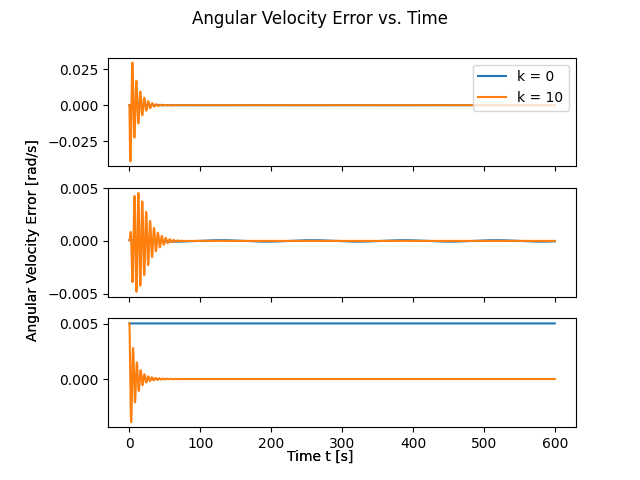 Angular Velocity Error vs. Time
0.025
0.000
−0.025
k = 0
k = 10
0.005
0.000
−0.005
0.005
0.000
Angular Velocity Error [rad/s]
0 100 200 300 400 500 600
Time t [s]